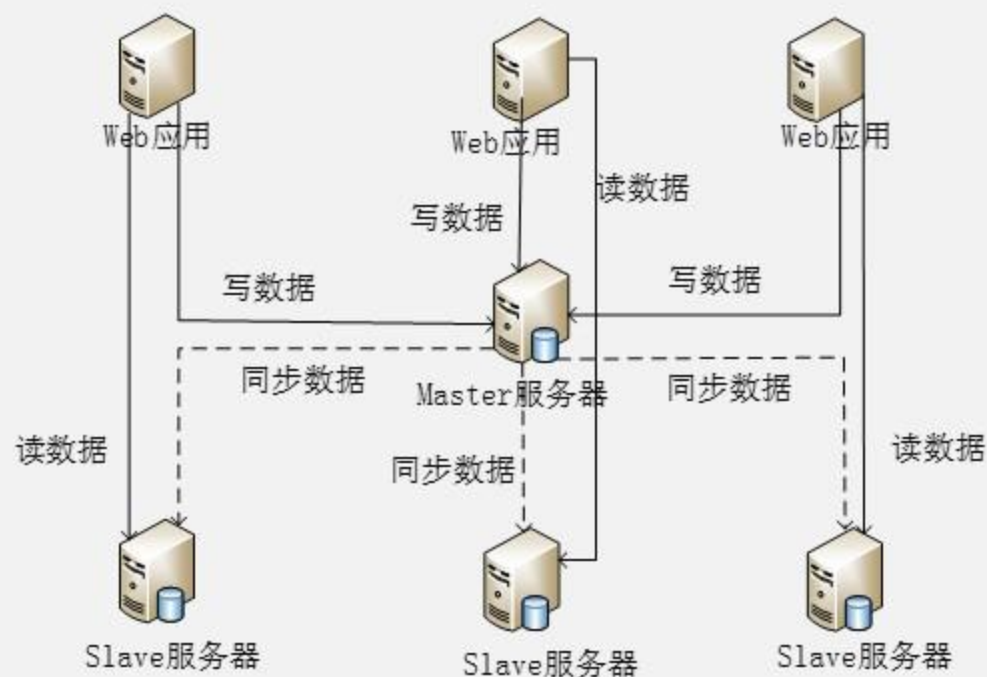 Web应用
Web应用
Web应用
读数据
写数据
写数据
写数据
同步数据
Master服务器
同步数据
读数据
同步数据
读数据
Slave服务器
Slave服务器
Slave服务器